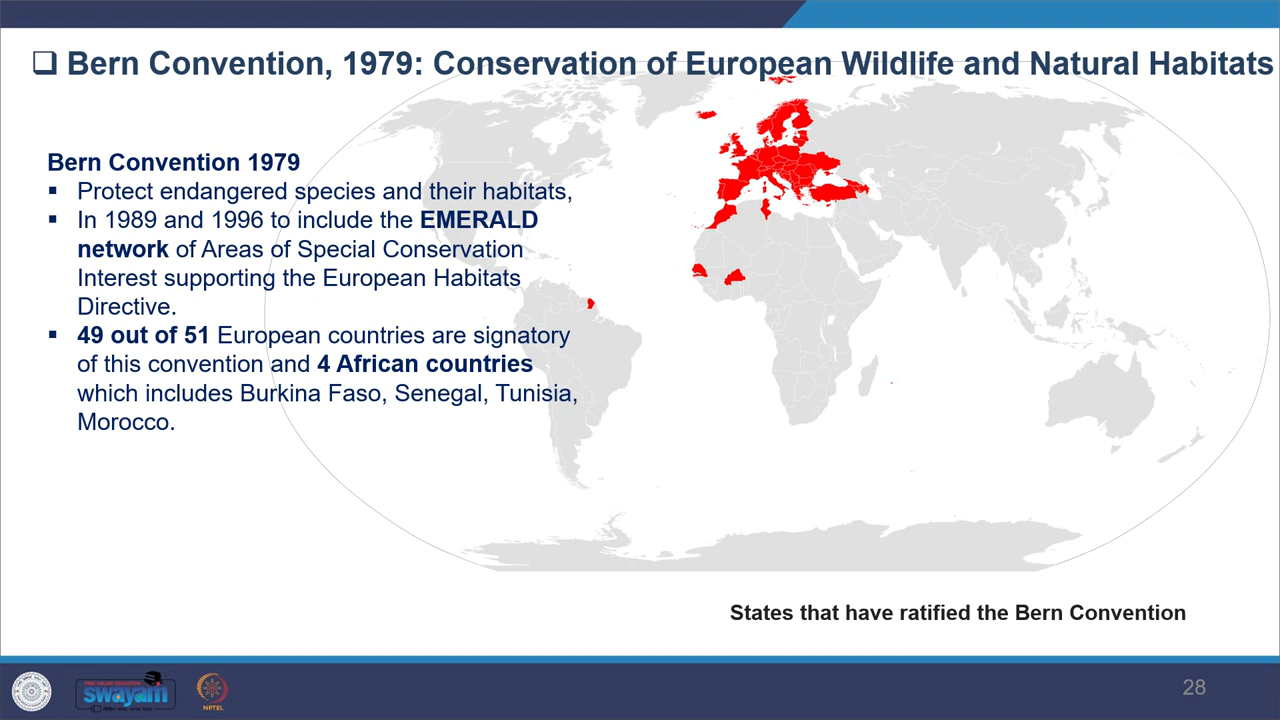 ❑ Bern Convention, 1979: Conservation of European Wildlife and Natural Habitats
Bern Convention 1979
▪ Protect endangered species and their habitats,
▪ In 1989 and 1996 to include the EMERALD
network of Areas of Special Conservation
Interest supporting the European Habitats
Directive.
▪ 49 out of 51 European countries are signatory
of this convention and 4 African countries
which includes Burkina Faso, Senegal, Tunisia,
Morocco.
States that have ratified the Bern Convention
swayam
NPTEL
28